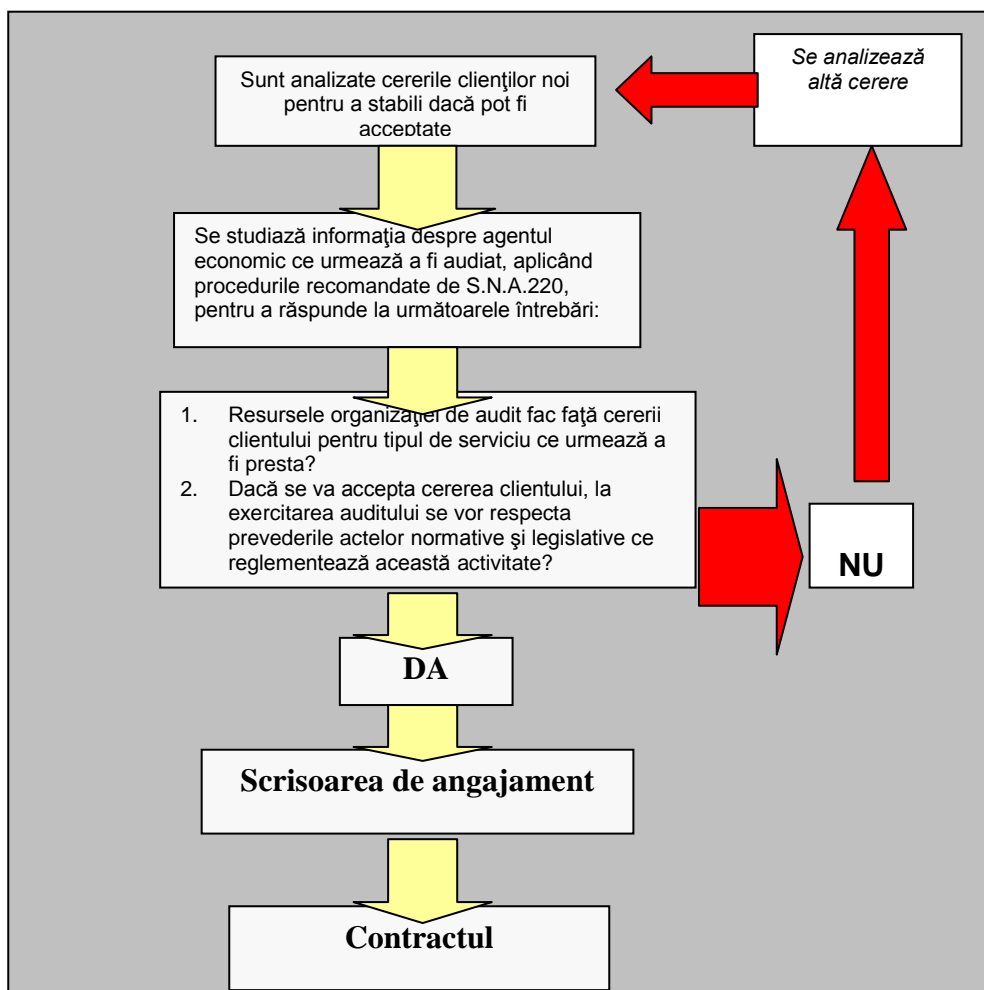 Sunt analizate cererile clienţilor noi
pentru a stabili dacă pot fi
acceptate
Se analizează
altă cerere
Se studiază informaţia despre agentul
economic ce urmează a fi audiat, aplicând
procedurile recomandate de S.N.A.220,
pentru a răspunde la următoarele întrebări:
1. Resursele organizaţiei de audit fac faţă cererii
clientului pentru tipul de serviciu ce urmează a
fi presta?
2. Dacă se va accepta cererea clientului, la
exercitarea auditului se vor respecta
prevederile actelor normative şi legislative ce
reglementează această activitate?
NU
DA
Scrisoarea de angajament
Contractul